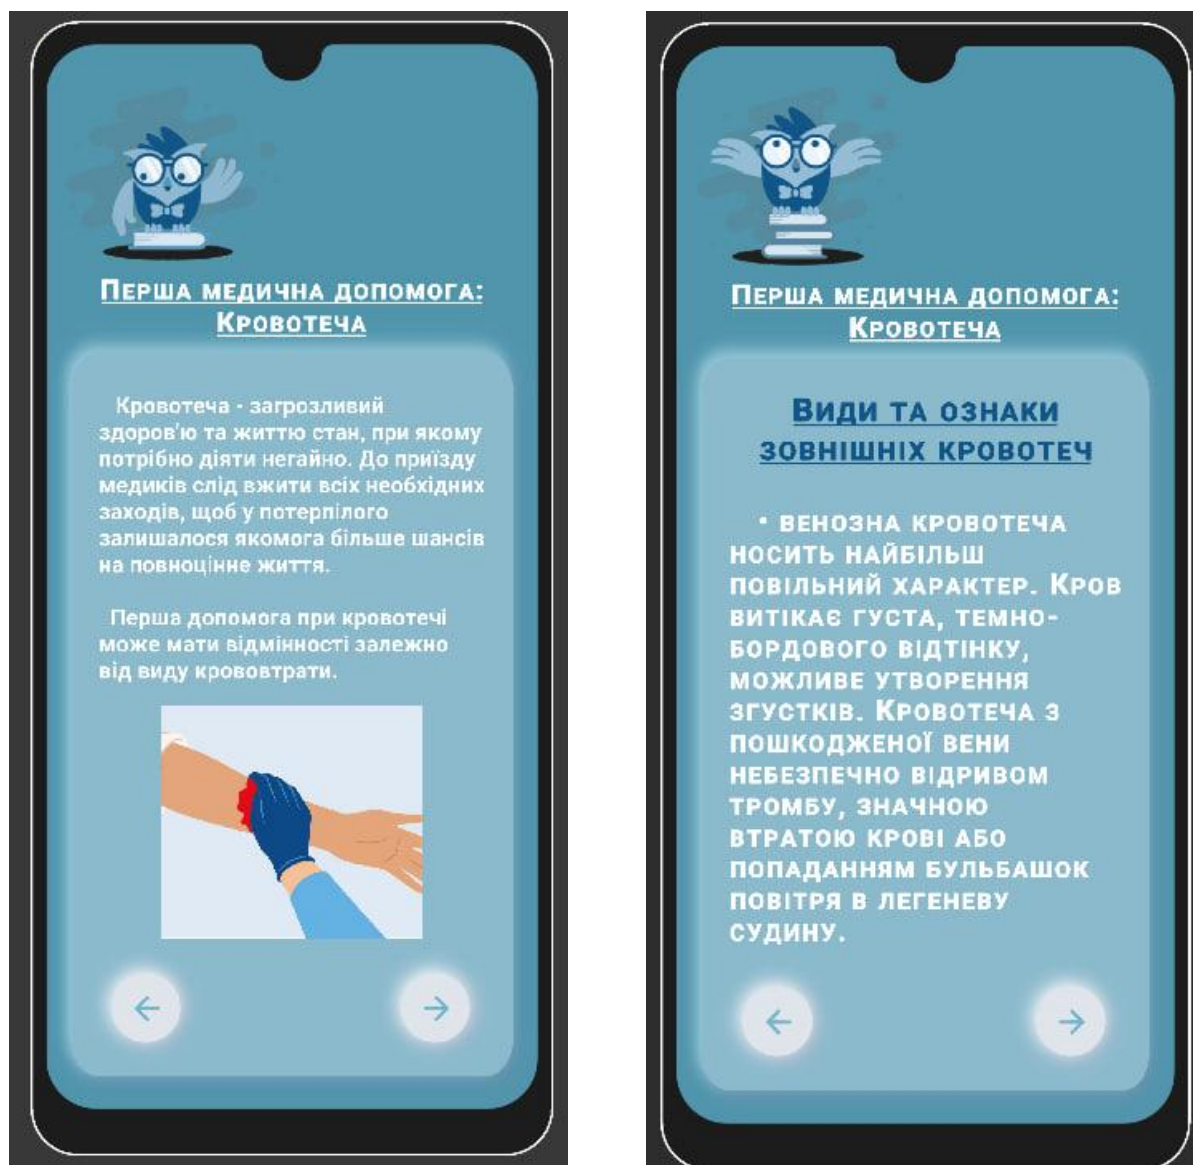 Перша медична допомога:
Кровотеча
Кровотеча - загрозливий
здоров'ю та життю стан, при якому
потрібно діяти негайно. До приїзду
медиків слід вжити всіх необхідних
заходів, щоб у потерпілого
залишалося якомога більше шансів
на повноцінне життя.
Перша допомога при кровотечі
може мати відмінності залежно
від виду крововтрати.
Перша медична допомога:
Кровотеча
Види та ознаки
зовнішніх кровотеч
• венозна кровотеча
носить найбільш
повільний характер. Кров
витікає густа, темно-
бордового відтінку,
можливе утворення
згустків. Кровотеча з
пошкодженої вени
небезпечно відривом
тромбу, значною
втратою крові або
попаданням бульбашок
повітря в легеневу
судину.